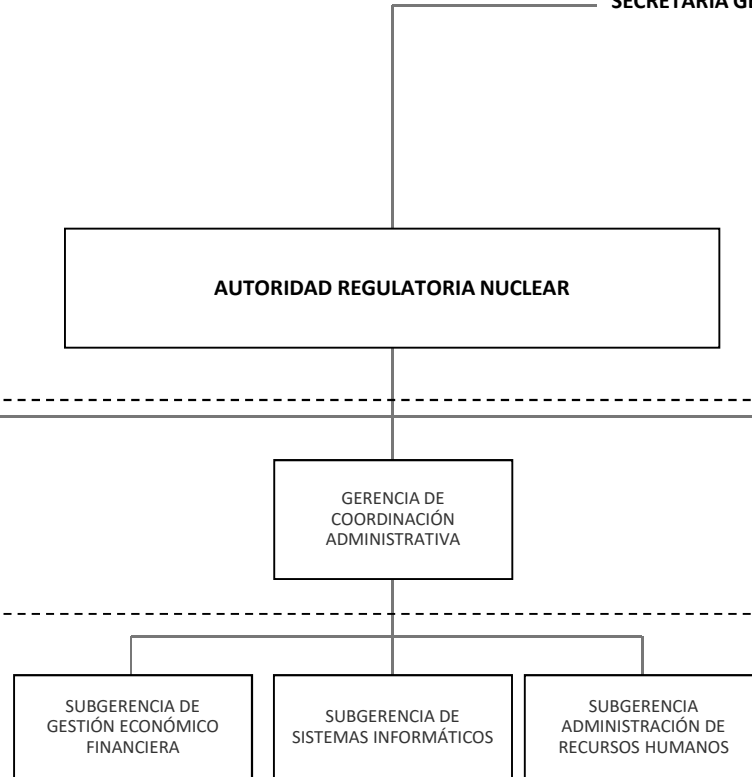 SECRETARÍA
AUTORIDAD REGULATORIA NUCLEAR
GERENCIA DE
COORDINACIÓN
ADMINISTRATIVA
SUBGERENCIA DE
GESTIÓN ECONÓMICO
FINANCIERA
SUBGERENCIA DE
SISTEMAS INFORMÁTICOS
SUBGERENCIA
ADMINISTRACIÓN DE
RECURSOS HUMANOS